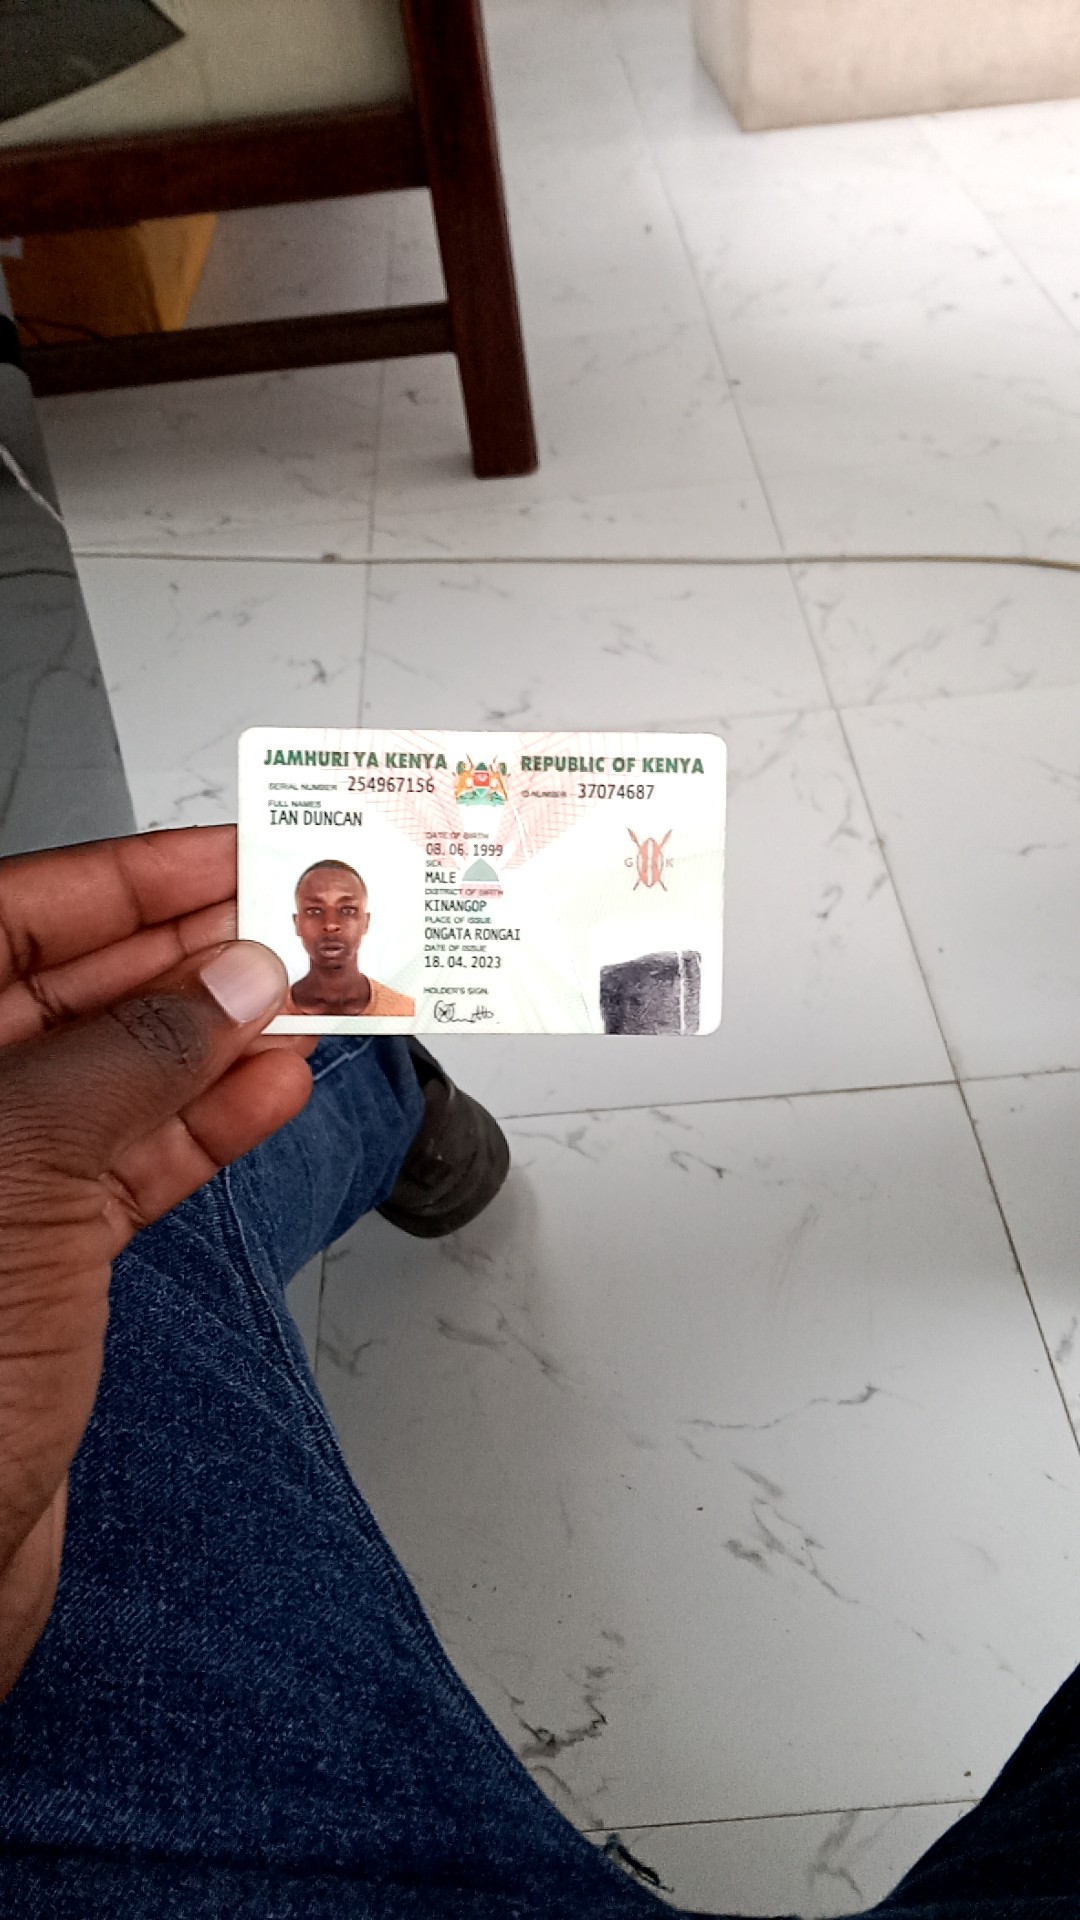 JAMHURI YA KENYA REPUBLIC OF KENYA
SERIAL NUMBER 254967156 ID NUMBER 37074687
FULL NAMES
IAN DUNCAN
DATE OF BIRTH
08. 06. 1999
SEX
MALE
DISTRICT OF BIRTH
KINANGOP
PLACE OF ISSUE
ONGATA RONGAI
DATE OF ISSUE
18. 04. 2023
HOLDER'S SIGN.
G K